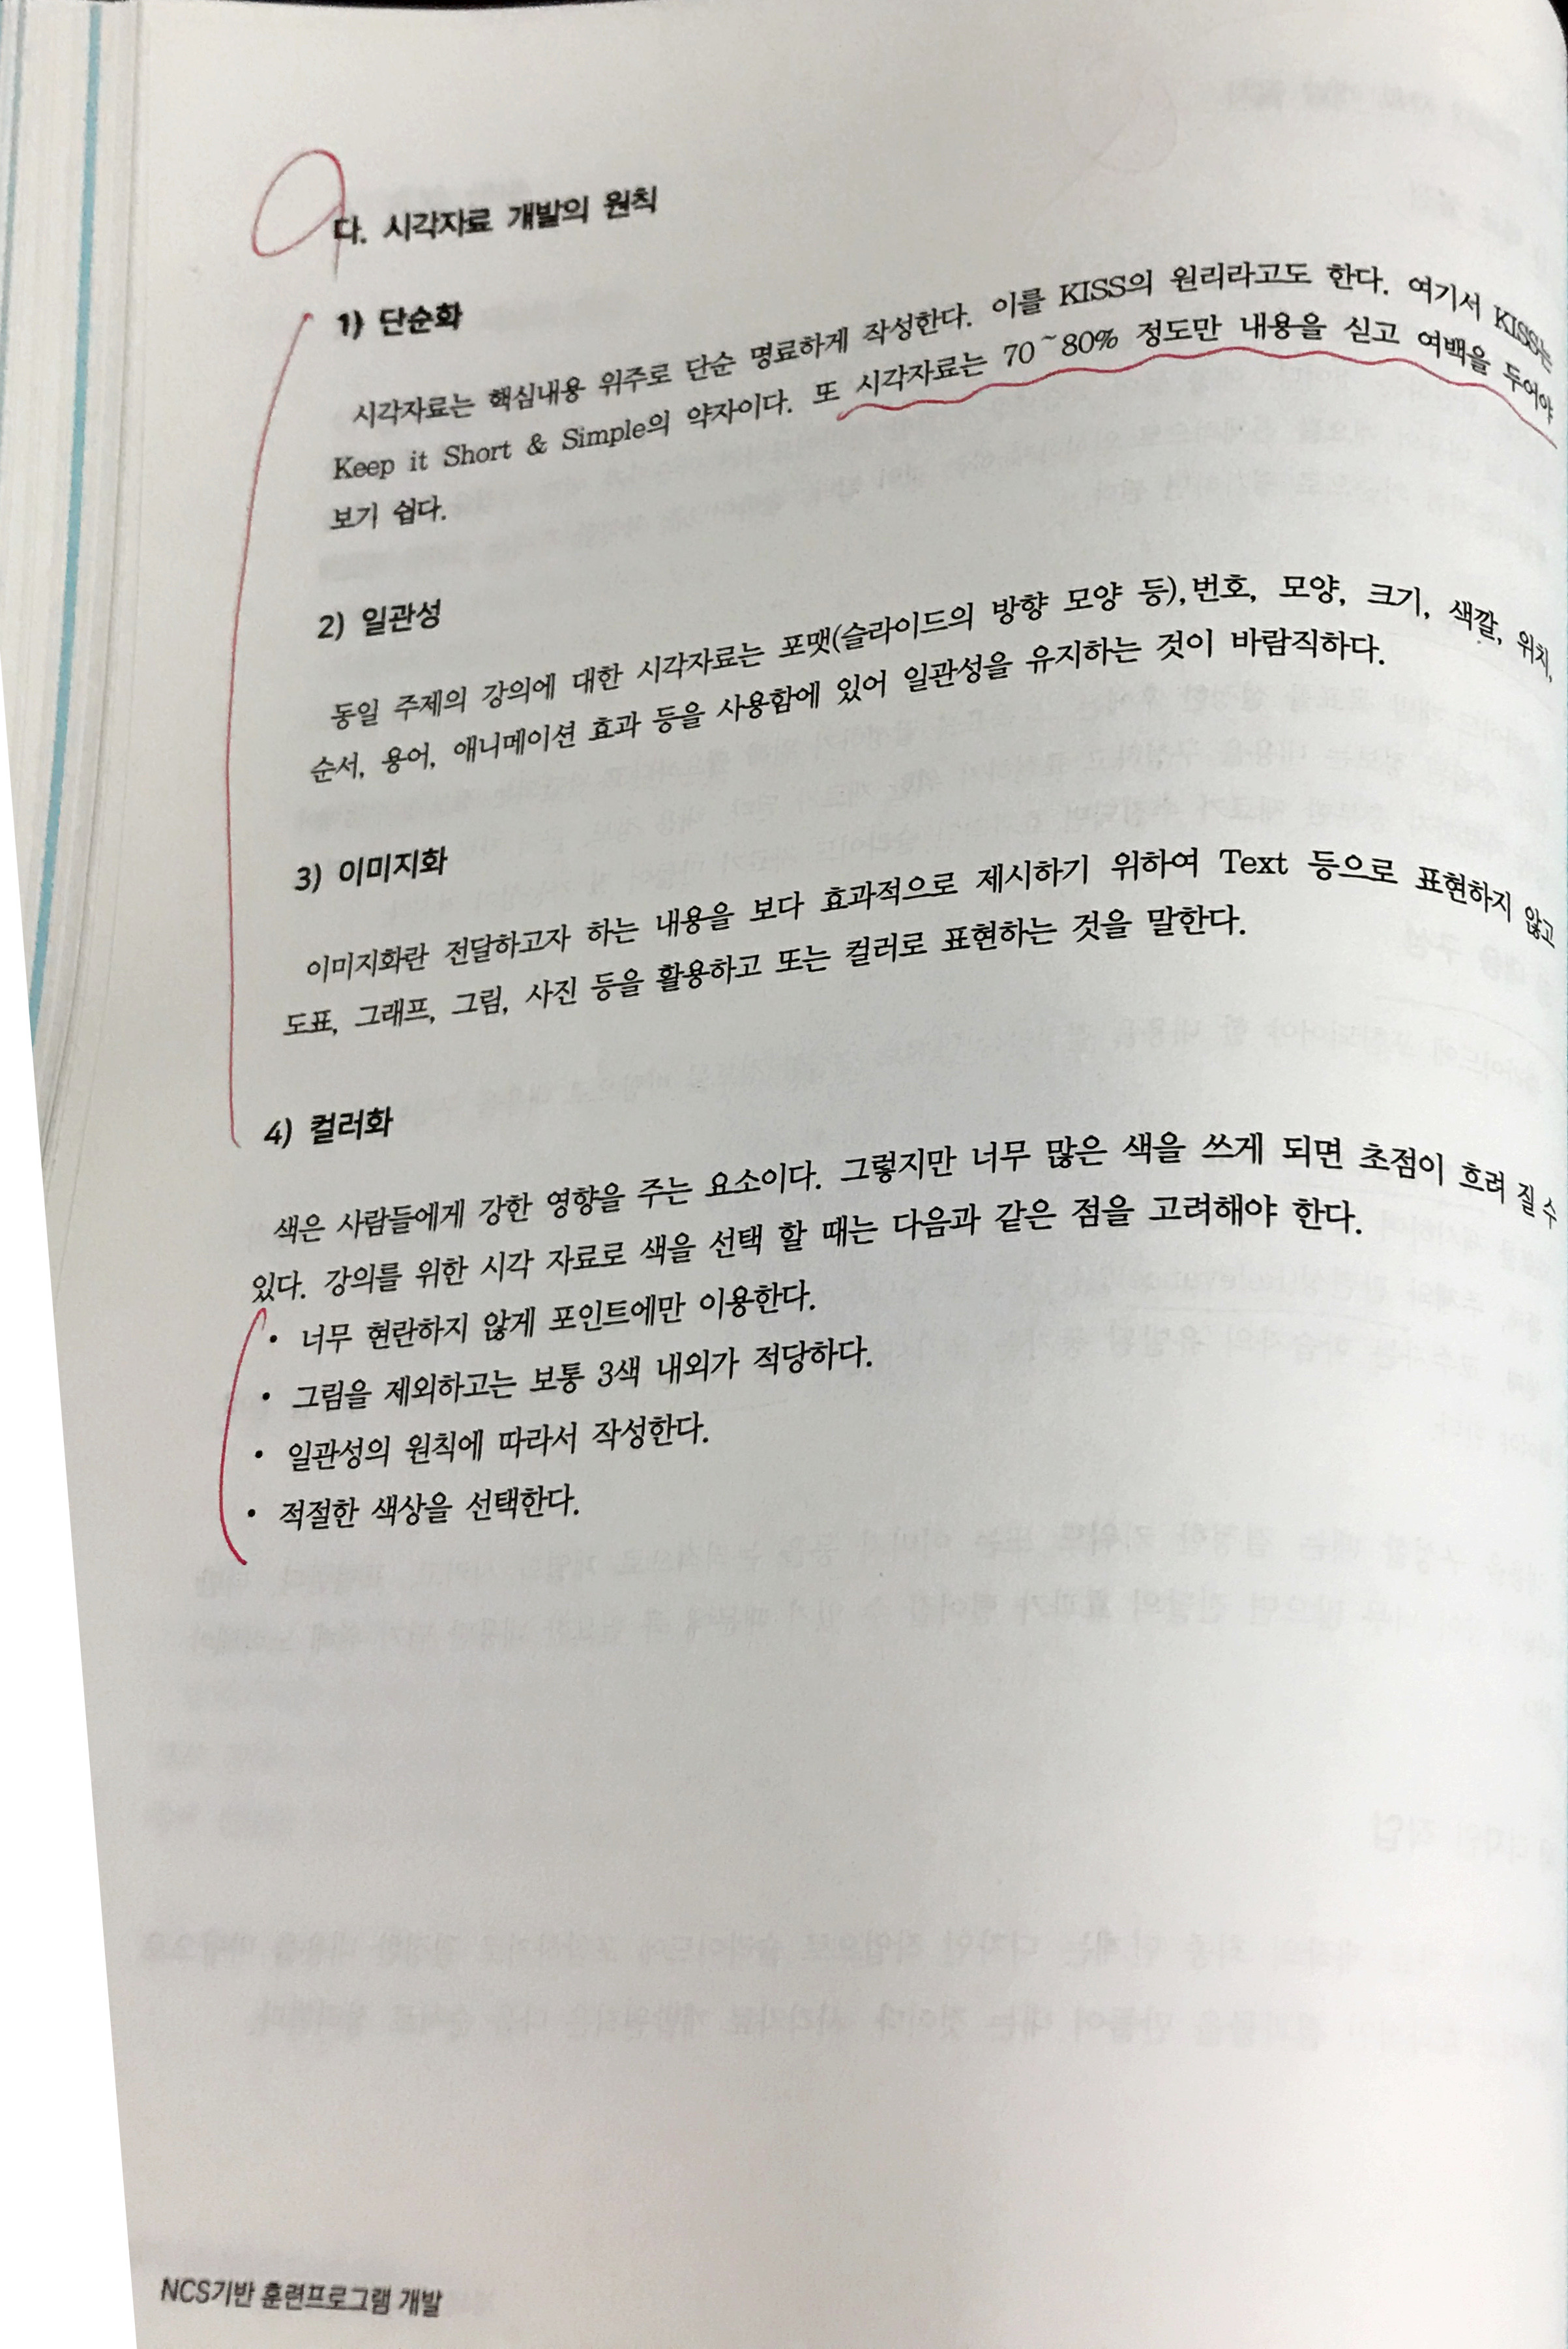 다. 시각자료 개발의 원칙
1) 단순화
시각자료는 핵심내용 위주로 단순 명료하게 작성한다. 이를 KISS의 원리라고도 한다. 여기서 KISS는
Keep it Short & Simple의 약자이다. 또 시각자료는 70~80% 정도만 내용을 싣고 여백을 두어야
보기 쉽다.
2) 일관성
동일 주제의 강의에 대한 시각자료는 포맷(슬라이드의 방향 모양 등), 번호, 모양, 크기, 색깔, 위치,
순서, 용어, 애니메이션 효과 등을 사용함에 있어 일관성을 유지하는 것이 바람직하다.
3) 이미지화
이미지화란 전달하고자 하는 내용을 보다 효과적으로 제시하기 위하여 Text 등으로 표현하지 않고
도표, 그래프, 그림, 사진 등을 활용하고 또는 컬러로 표현하는 것을 말한다.
4) 컬러화
색은 사람들에게 강한 영향을 주는 요소이다. 그렇지만 너무 많은 색을 쓰게 되면 초점이 흐려 질 수
있다. 강의를 위한 시각 자료로 색을 선택 할 때는 다음과 같은 점을 고려해야 한다.
• 너무 현란하지 않게 포인트에만 이용한다.
• 그림을 제외하고는 보통 3색 내외가 적당하다.
• 일관성의 원칙에 따라서 작성한다.
• 적절한 색상을 선택한다.
NCS기반 훈련프로그램 개발